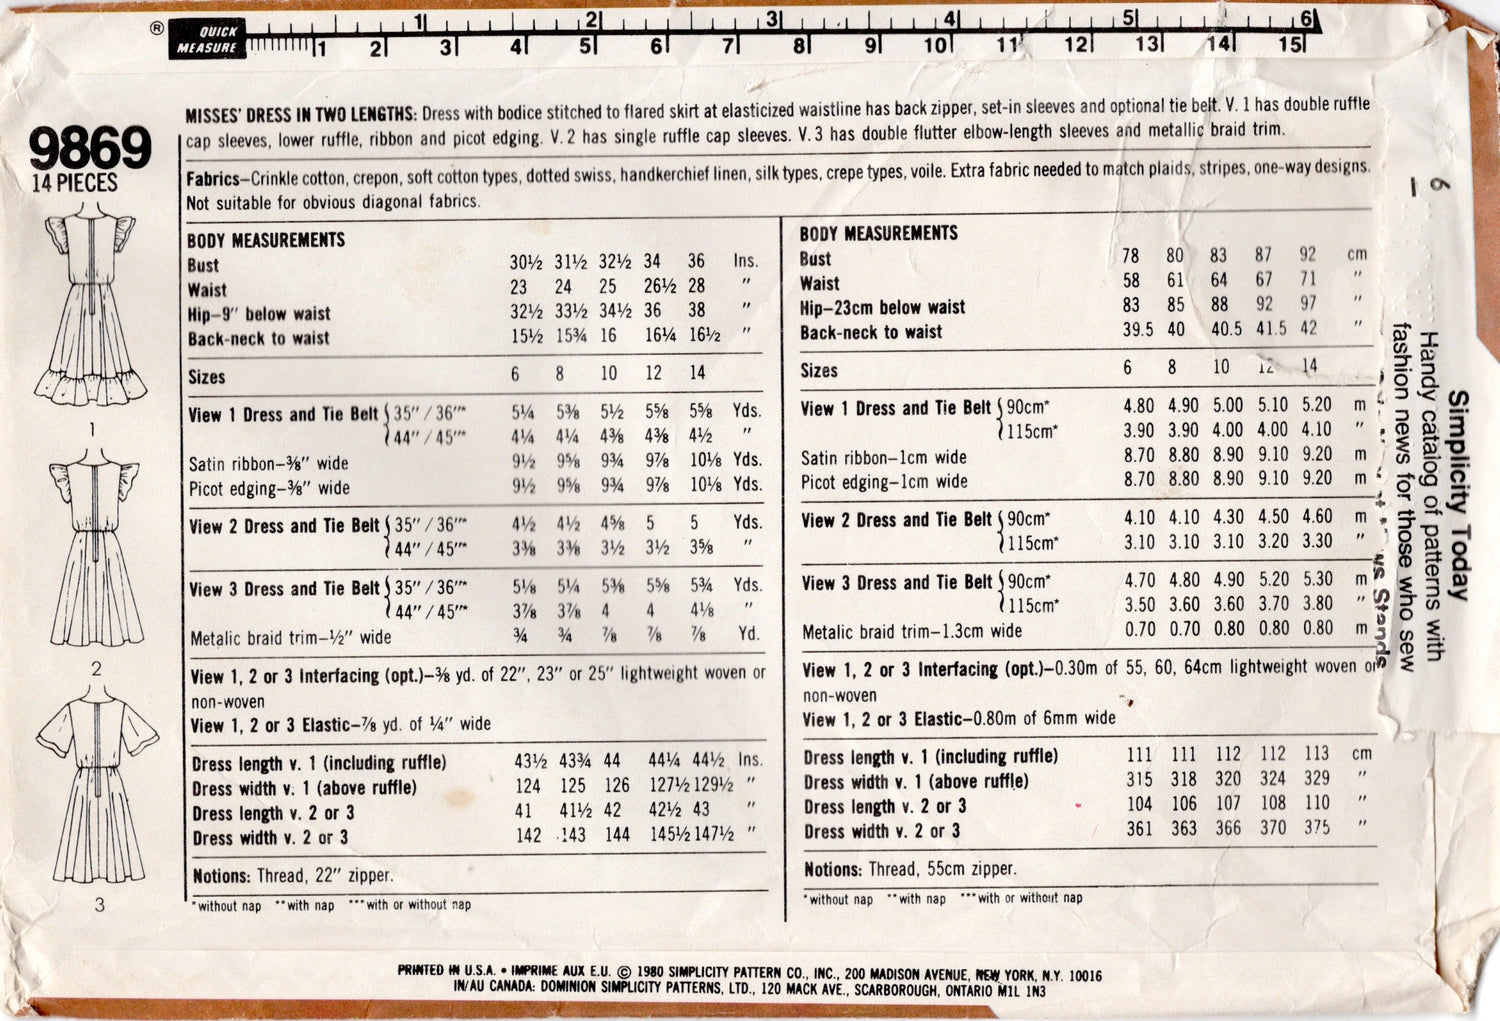 ® QUICK MEASURE
1 2 3 4 5 6
1 2 3 4 5 6 7 8 9 10 11 12 13 14 15
9869
14 PIECES
1
2
3
MISSES' DRESS IN TWO LENGTHS: Dress with bodice stitched to flared skirt at elasticized waistline has back zipper, set-in sleeves and optional tie belt. V. 1 has double ruffle
cap sleeves, lower ruffle, ribbon and picot edging. V. 2 has single ruffle cap sleeves. V. 3 has double flutter elbow-length sleeves and metallic braid trim.
Fabrics—Crinkle cotton, crepon, soft cotton types, dotted swiss, handkerchief linen, silk types, crepe types, voile. Extra fabric needed to match plaids, stripes, one-way designs.
Not suitable for obvious diagonal fabrics.
BODY MEASUREMENTS
Bust 30½ 31½ 32½ 34 36 Ins.
Waist 23 24 25 26½ 28 "
Hip—9" below waist 32½ 33½ 34½ 36 38 "
Back-neck to waist 15½ 15¾ 16 16¼ 16½ "
Sizes 6 8 10 12 14
View 1 Dress and Tie Belt { 35" / 36"* 5¼ 5⅜ 5½ 5⅝ 5⅝ Yds.
44" / 45"* 4¼ 4¼ 4⅜ 4⅜ 4½ "
Satin ribbon—⅜" wide 9½ 9⅝ 9¾ 9⅞ 10⅛ Yds.
Picot edging—⅜" wide 9½ 9⅝ 9¾ 9⅞ 10⅛ Yds.
View 2 Dress and Tie Belt { 35" / 36"* 4½ 4½ 4⅝ 5 5 Yds.
44" / 45"* 3⅜ 3⅜ 3½ 3½ 3⅝ "
View 3 Dress and Tie Belt { 35" / 36"* 5⅛ 5¼ 5⅜ 5⅝ 5¾ Yds.
44" / 45"* 3⅞ 3⅞ 4 4 4⅛ "
Metalic braid trim—½" wide ¾ ¾ ⅞ ⅞ ⅞ Yd.
View 1, 2 or 3 Interfacing (opt.)—⅜ yd. of 22", 23" or 25" lightweight woven or
non-woven
View 1, 2 or 3 Elastic—⅞ yd. of ¼" wide
Dress length v. 1 (including ruffle) 43½ 43¾ 44 44¼ 44½ Ins.
Dress width v. 1 (above ruffle) 124 125 126 127½ 129½ "
Dress length v. 2 or 3 41 41½ 42 42½ 43 "
Dress width v. 2 or 3 142 143 144 145½ 147½ "
Notions: Thread, 22" zipper.
*without nap **with nap ***with or without nap
BODY MEASUREMENTS
Bust 78 80 83 87 92 cm
Waist 58 61 64 67 71 "
Hip—23cm below waist 83 85 88 92 97 "
Back-neck to waist 39.5 40 40.5 41.5 42 "
Sizes 6 8 10 12 14
View 1 Dress and Tie Belt { 90cm* 4.80 4.90 5.00 5.10 5.20 m
115cm* 3.90 3.90 4.00 4.00 4.10 "
Satin ribbon—1cm wide 8.70 8.80 8.90 9.10 9.20 m
Picot edging—1cm wide 8.70 8.80 8.90 9.10 9.20 m
View 2 Dress and Tie Belt { 90cm* 4.10 4.10 4.30 4.50 4.60 m
115cm* 3.10 3.10 3.10 3.20 3.30 "
View 3 Dress and Tie Belt { 90cm* 4.70 4.80 4.90 5.20 5.30 m
115cm* 3.50 3.60 3.60 3.70 3.80 "
Metalic braid trim—1.3cm wide 0.70 0.70 0.80 0.80 0.80 m
View 1, 2 or 3 Interfacing (opt.)—0.30m of 55, 60, 64cm lightweight woven or
non-woven
View 1, 2 or 3 Elastic—0.80m of 6mm wide
Dress length v. 1 (including ruffle) 111 111 112 112 113 cm
Dress width v. 1 (above ruffle) 315 318 320 324 329 "
Dress length v. 2 or 3 104 106 107 108 110 "
Dress width v. 2 or 3 361 363 366 370 375 "
Notions: Thread, 55cm zipper.
*without nap **with nap ***with or without nap
Simplicity Today
Handy catalog of patterns with
fashion news for those who sew
Stands
6
PRINTED IN U.S.A. • IMPRIME AUX E.U. © 1980 SIMPLICITY PATTERN CO., INC., 200 MADISON AVENUE, NEW YORK, N.Y. 10016
IN/AU CANADA: DOMINION SIMPLICITY PATTERNS, LTD., 120 MACK AVE., SCARBOROUGH, ONTARIO M1L 1N3